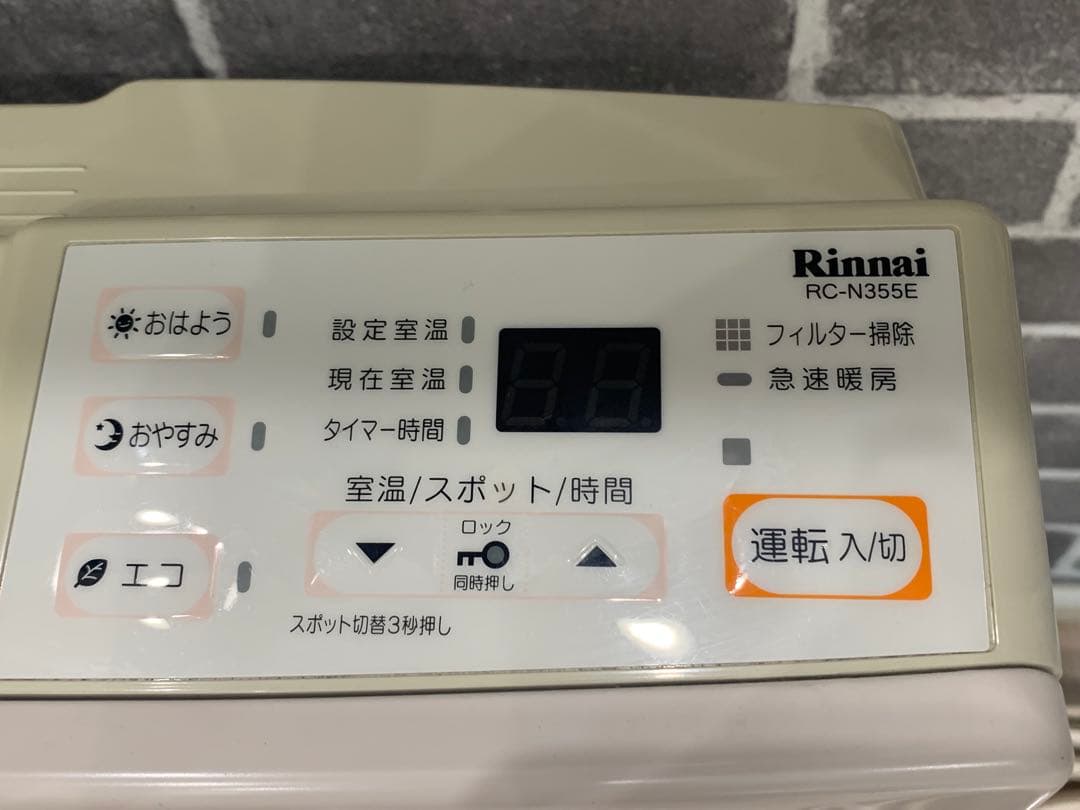 Rinnai
RC-N355E
おはよう
設定室温
フィルター掃除
現在室温
急速暖房
おやすみ
タイマー時間
室温/スポット/時間
ロック
同時押し
運転 入/切
エコ
スポット切替3秒押し